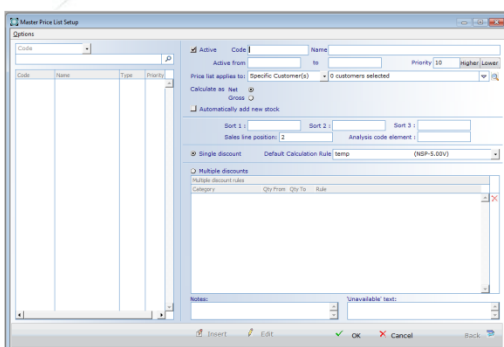 Master Price List Setup
Options
Code
Code Name Type Priority
Active Code Name
Active from to Priority 10 Higher Lower
Price list applies to: Specific Customer(s) 0 customers selected
Calculate as Net
Gross
Automatically add new stock
Sort 1 : Sort 2 : Sort 3 :
Sales line position: 2 Analysis code element :
Single discount Default Calculation Rule temp (NSP-5.00V)
Multiple discounts
Multiple discount rules
Category Qty From Qty To Rule
Notes: 'Unavailable' text:
Insert Edit OK Cancel Back